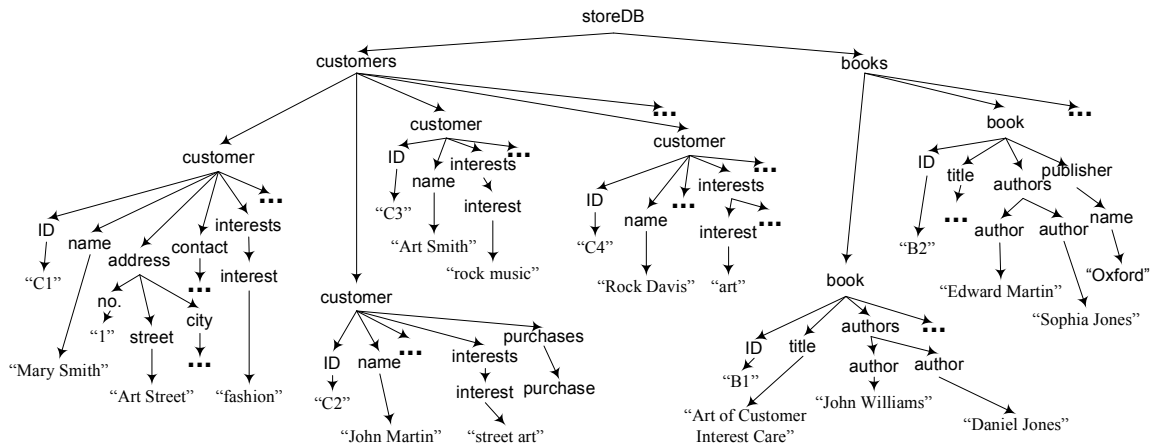 storeDB
customers
books
...
...
customer
customer
book
customer
ID
name
interests
...
ID
name
...
interests
...
ID
title
authors
publisher
ID
name
address
contact
interests
...
"C3"
interest
"C4"
interest
"B2"
...
author
author
name
"C1"
no.
street
city
...
interest
"Art Smith"
"rock music"
"Rock Davis"
"art"
"Edward Martin"
"Oxford"
"1"
...
customer
book
"Sophia Jones"
"Mary Smith"
"Art Street"
"fashion"
ID
name
...
interests
purchases
ID
title
authors
...
"C2"
interest
purchase
"B1"
author
author
"John Martin"
"street art"
"Art of Customer
Interest Care"
"John Williams"
"Daniel Jones"